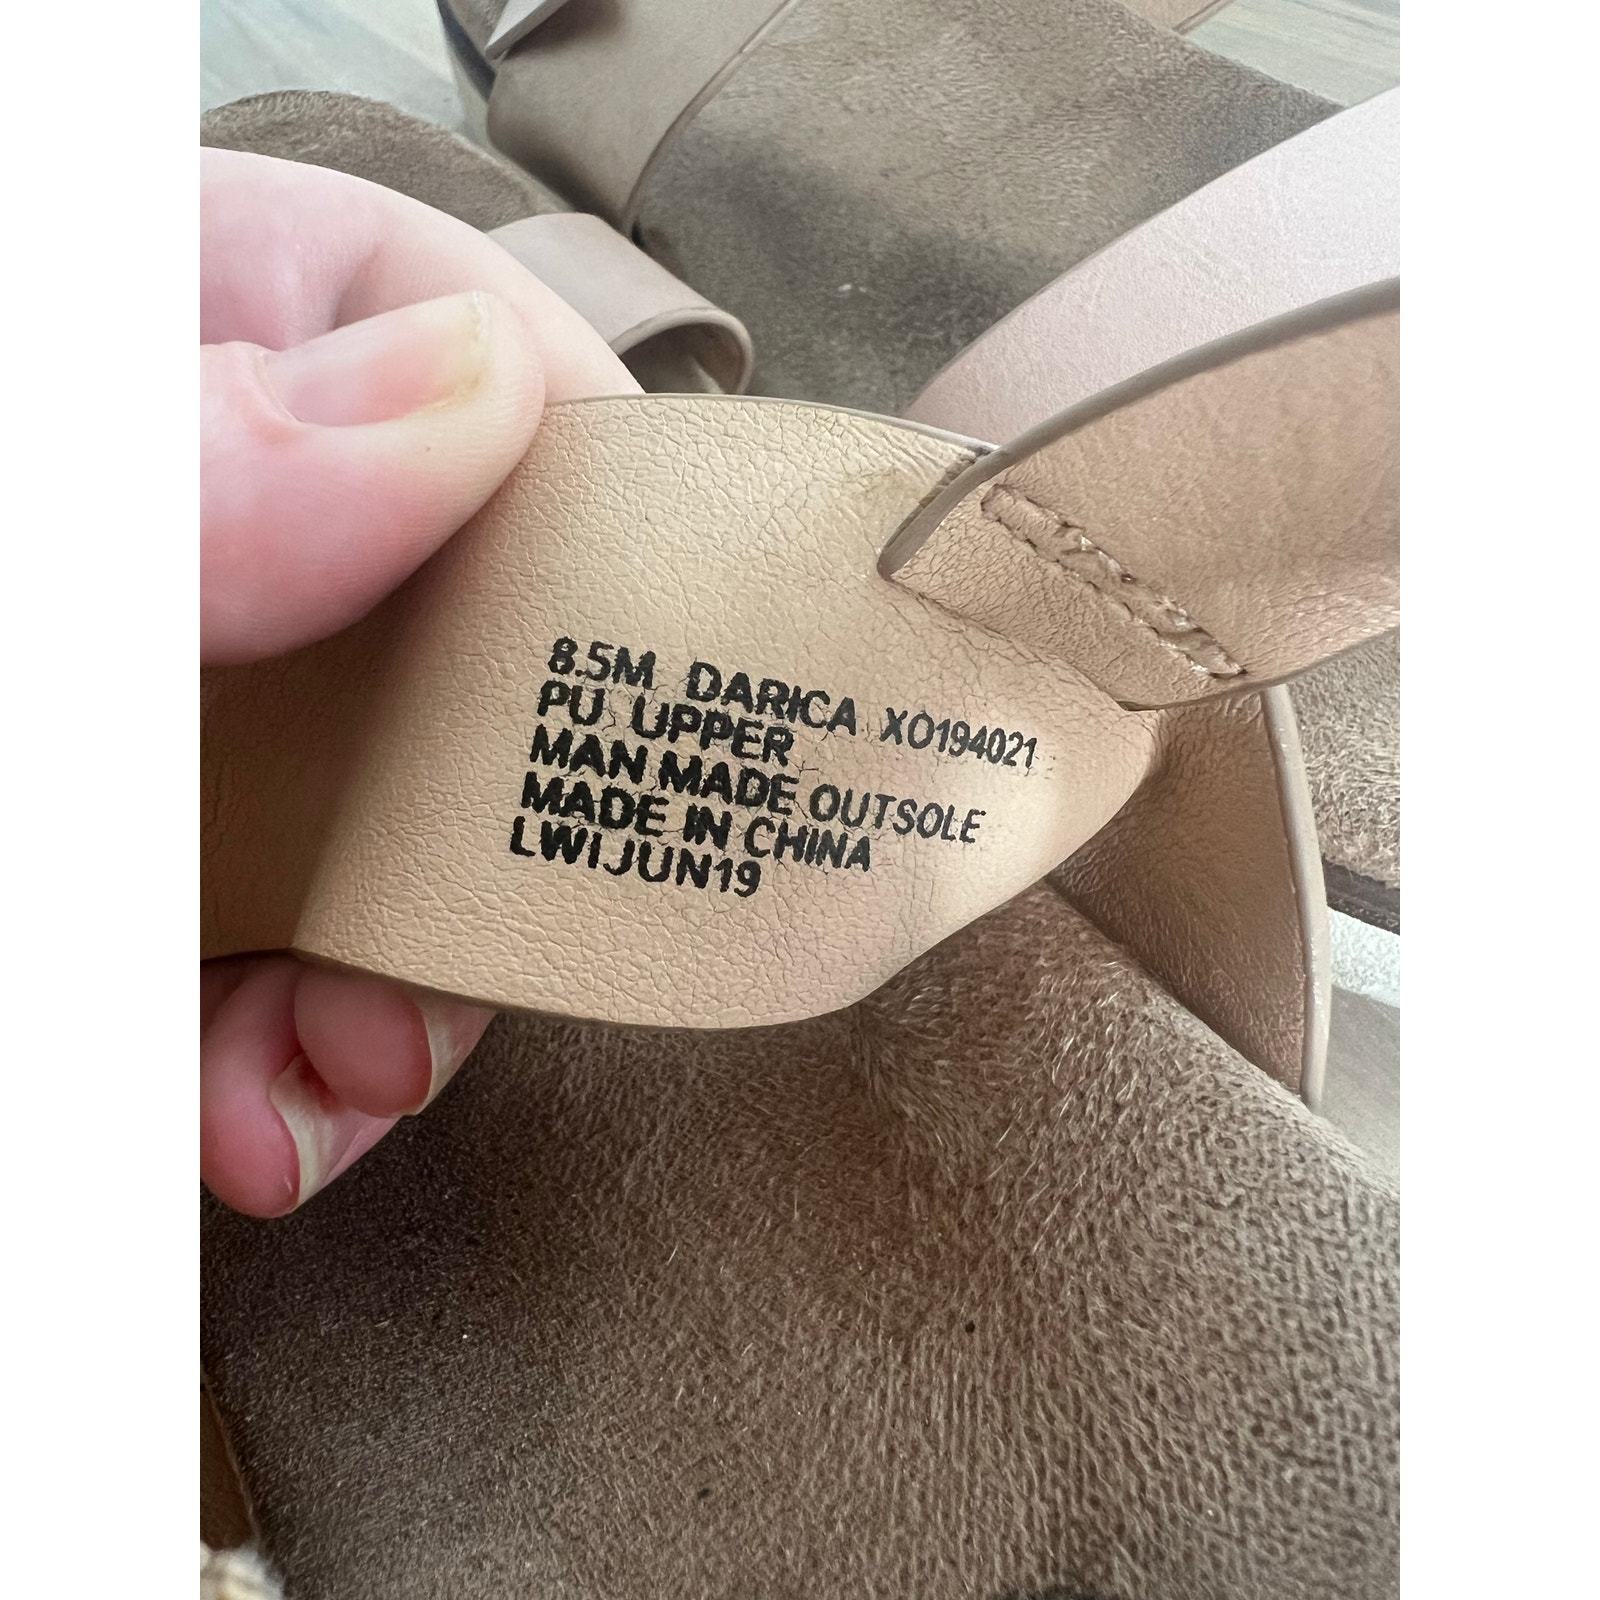 8.5M DARICA XO194021
PU UPPER
MAN MADE OUTSOLE
MADE IN CHINA
LWIJUN19